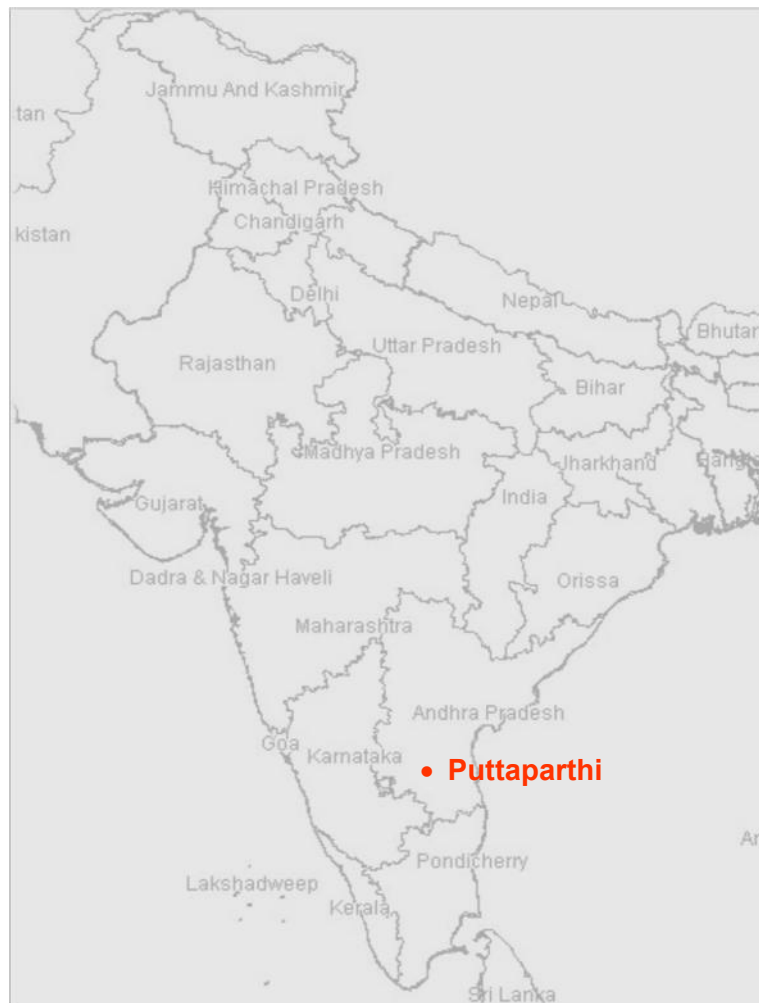 Jammu And Kashmir
tan
Himachal Pradesh
Chandigarh
kistan
Delhi
Nepal
Bhutan
Uttar Pradesh
Rajasthan
Bihar
Madhya Pradesh
Jharkhand
Bangla
Gujarat
India
Dadra & Nagar Haveli
Orissa
Maharashtra
Andhra Pradesh
Goa
Karnataka
Puttaparthi
Pondicherry
Lakshadweep
Kerala
Sri Lanka